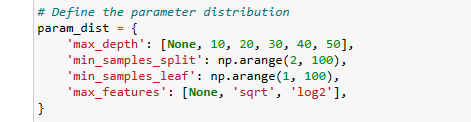 # Define the parameter distribution
param_dist = {
    'max_depth': [None, 10, 20, 30, 40, 50],
    'min_samples_split': np.arange(2, 100),
    'min_samples_leaf': np.arange(1, 100),
    'max_features': [None, 'sqrt', 'log2'],
}